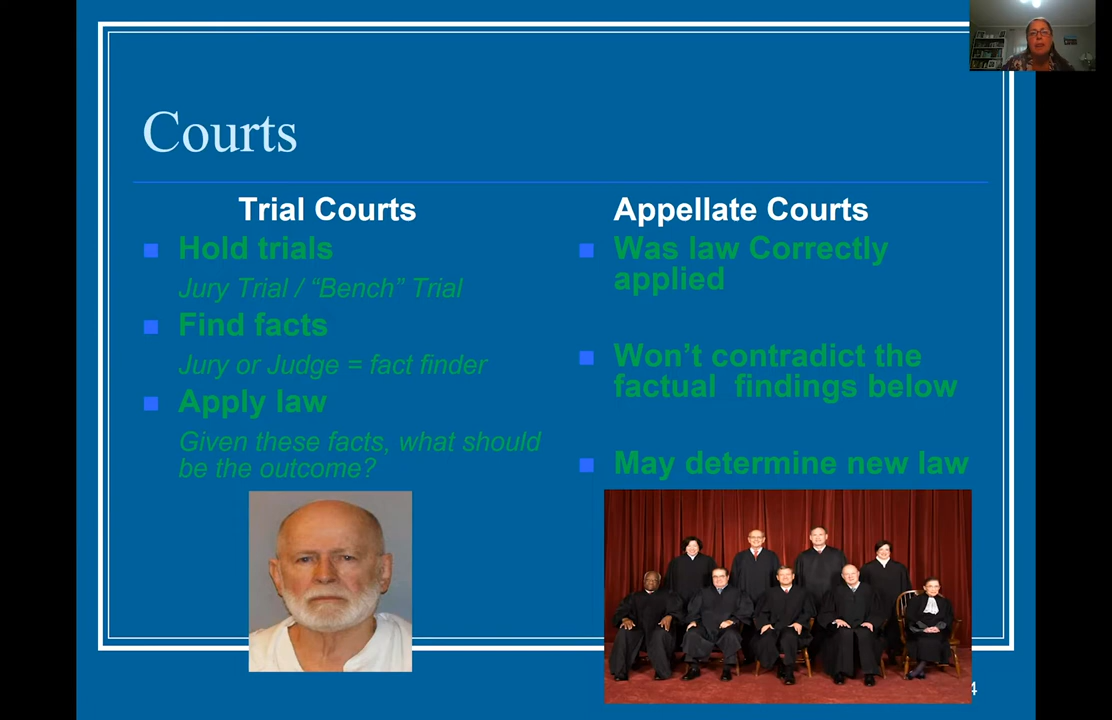 Courts
Trial Courts
Hold trials
Jury Trial / “Bench” Trial
Find facts
Jury or Judge = fact finder
Apply law
Given these facts, what should
be the outcome?
Appellate Courts
Was law Correctly
applied
Won’t contradict the
factual findings below
May determine new law
4